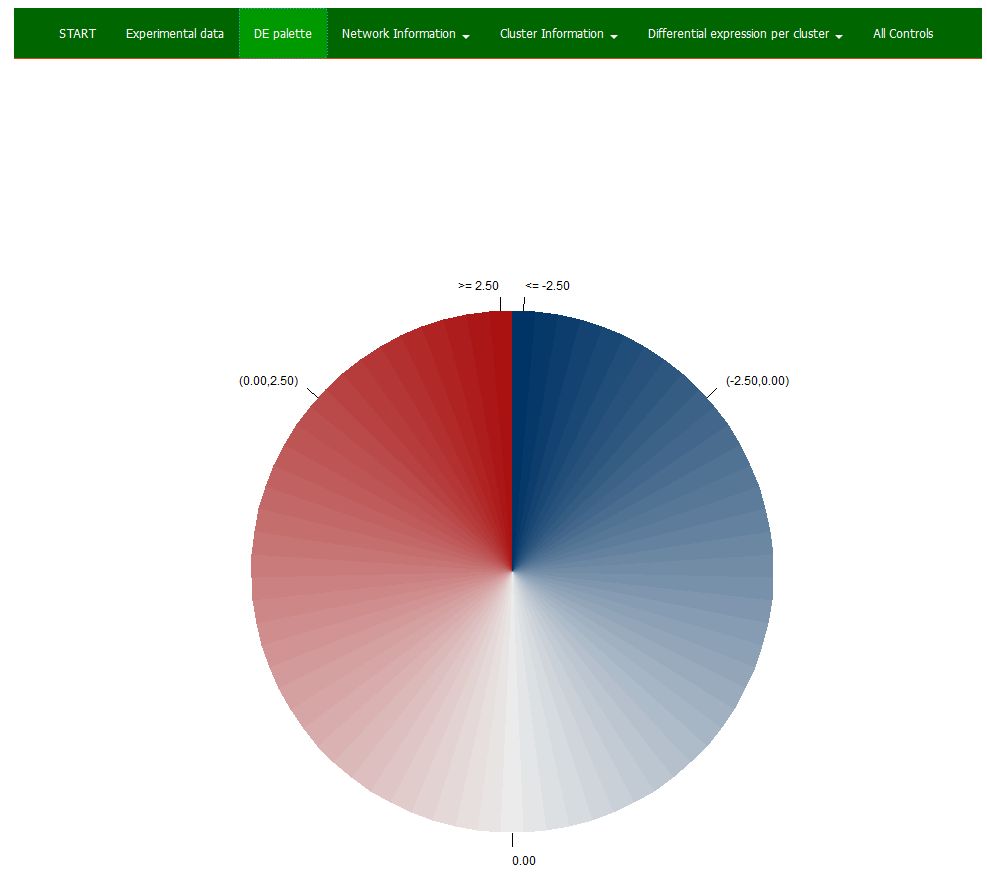 START Experimental data DE palette Network Information Cluster Information Differential expression per cluster All Controls
>= 2.50 <= -2.50
(0.00,2.50) (-2.50,0.00)
0.00